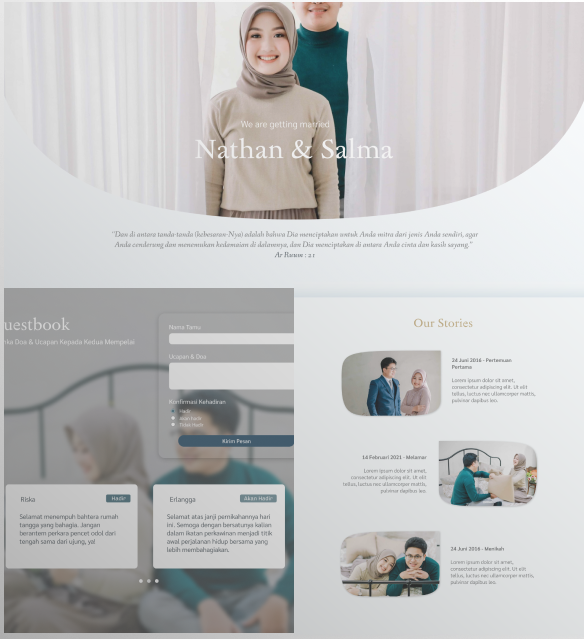 We are getting married
Nathan & Salma
"Dan di antara tanda-tanda (kebesaran-Nya) adalah bahwa Dia menciptakan untuk Anda mitra dari jenis Anda sendiri, agar
Anda cenderung dan menemukan kedamaian di dalamnya, dan Dia menciptakan di antara Anda cinta dan kasih sayang."
Ar Ruum : 21
uestbook
rika Doa & Ucapan Kepada Kedua Mempelai
Nama Tamu
Ucapan & Doa
Konfirmasi Kehadiran
Hadir
Akan Hadir
Tidak Hadir
Kirim Pesan
Riska
Hadir
Selamat menempuh bahtera rumah
tangga yang bahagia. Jangan
berantem perkara pencet odol dari
tengah sama dari ujung, ya!
Erlangga
Akan Hadir
Selamat atas janji pernikahannya hari
ini. Semoga dengan bersatunya kalian
dalam ikatan perkawinan menjadi titik
awal perjalanan hidup bersama yang
lebih membahagiakan.
Our Stories
24 Juni 2016 - Pertemuan
Pertama
Lorem ipsum dolor sit amet,
consectetur adipiscing elit. Ut elit
tellus, luctus nec ullamcorper mattis,
pulvinar dapibus leo.
14 Februari 2021 - Melamar
Lorem ipsum dolor sit amet,
consectetur adipiscing elit. Ut elit
tellus, luctus nec ullamcorper mattis,
pulvinar dapibus leo.
24 Juni 2016 - Menikah
Lorem ipsum dolor sit amet,
consectetur adipiscing elit. Ut elit
tellus, luctus nec ullamcorper mattis,
pulvinar dapibus leo.